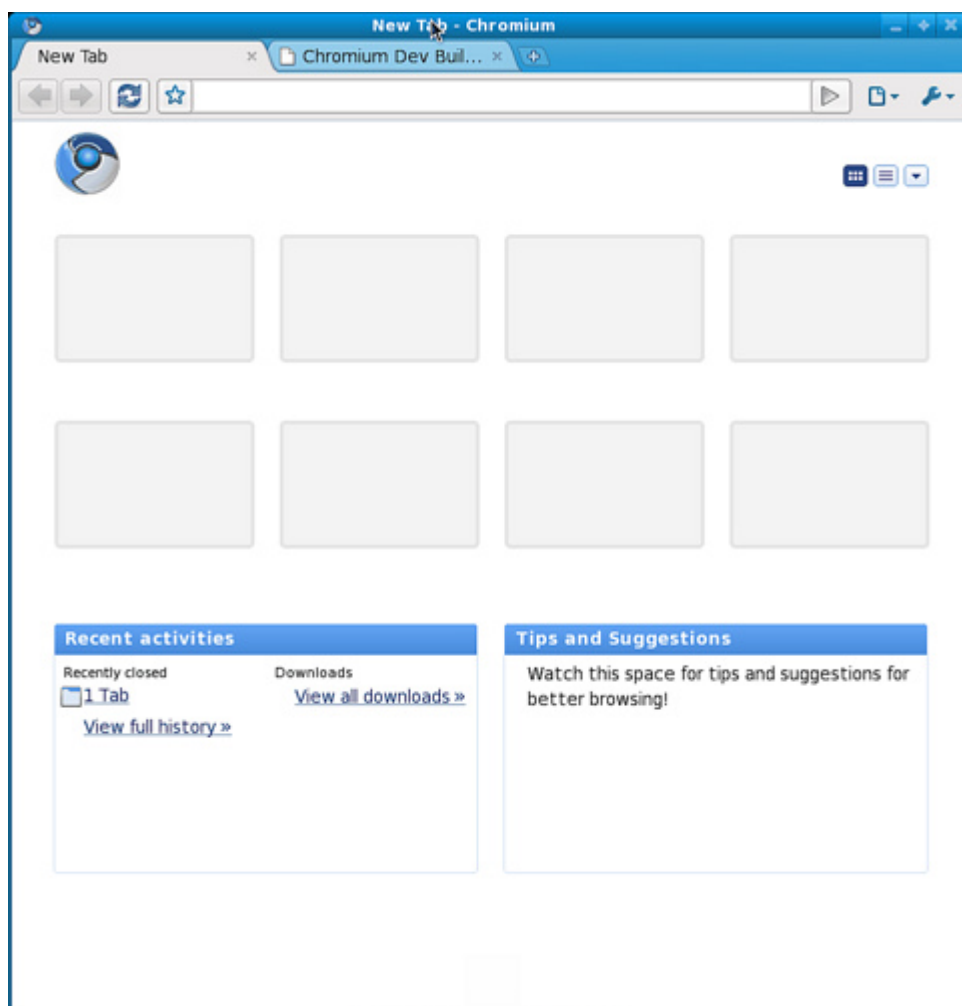 New Tab - Chromium
New Tab
Chromium Dev Buil...
Recent activities
Recently closed
1 Tab
View full history »
Downloads
View all downloads »
Tips and Suggestions
Watch this space for tips and suggestions for
better browsing!